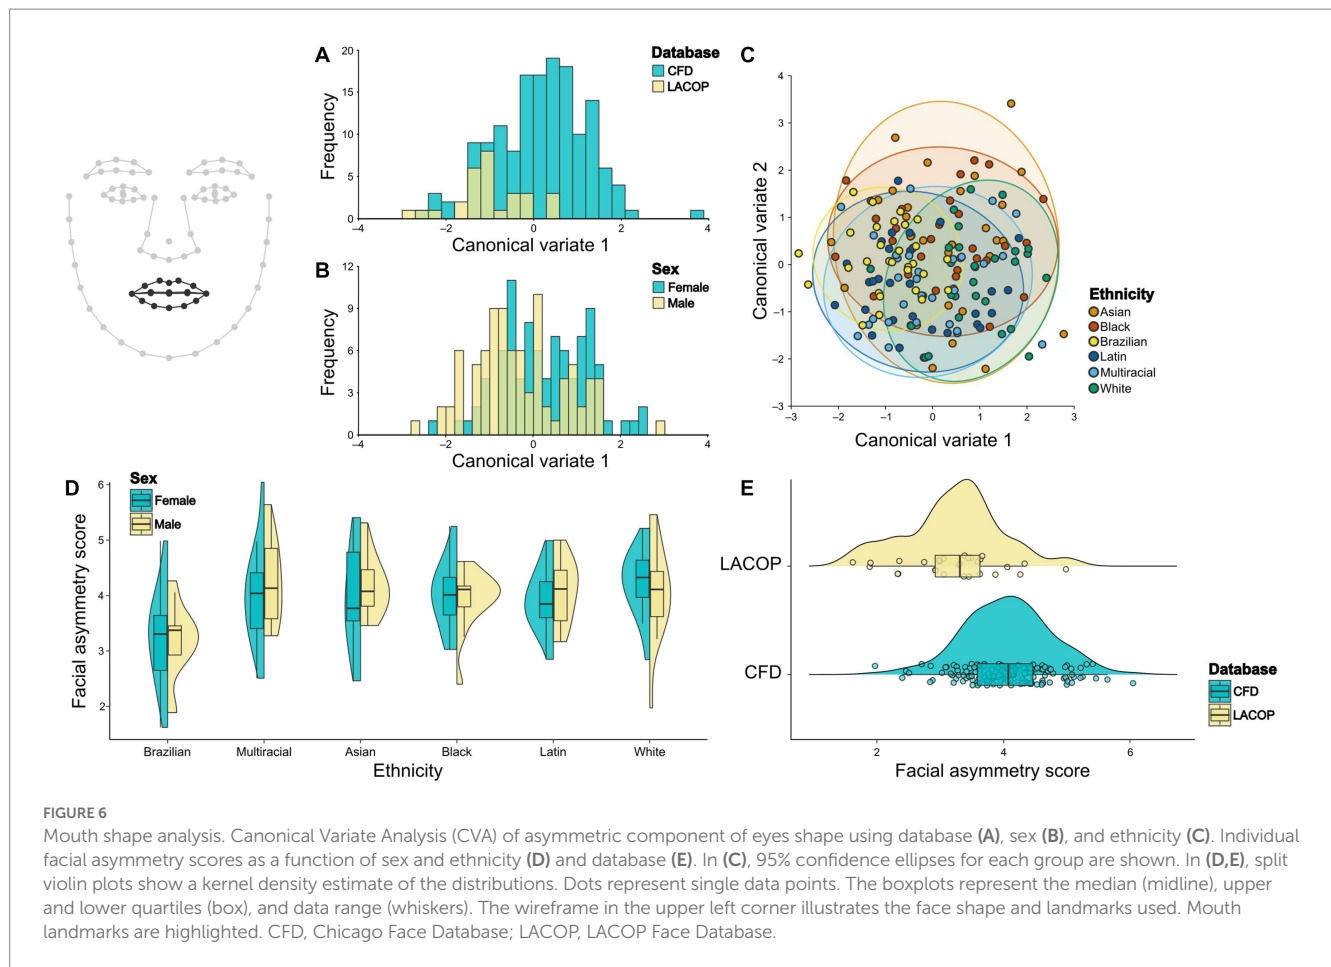 A
Database
CFD
LACOP
20
15
10
5
0
Frequency
−4
−2
0
2
4
Canonical variate 1
B
Sex
Female
Male
12
9
6
3
0
Frequency
−4
−2
0
2
4
Canonical variate 1
C
4
3
2
1
0
−1
−2
−3
Canonical variate 2
−3
−2
−1
0
1
2
3
Canonical variate 1
Ethnicity
Asian
Black
Brazilian
Latin
Multiracial
White
D
Sex
Female
Male
6
5
4
3
2
Facial asymmetry score
Brazilian
Multiracial
Asian
Black
Latin
White
Ethnicity
E
LACOP
CFD
2
4
6
Facial asymmetry score
Database
CFD
LACOP
FIGURE 6
Mouth shape analysis. Canonical Variate Analysis (CVA) of asymmetric component of eyes shape using database (A), sex (B), and ethnicity (C). Individual
facial asymmetry scores as a function of sex and ethnicity (D) and database (E). In (C), 95% confidence ellipses for each group are shown. In (D,E), split
violin plots show a kernel density estimate of the distributions. Dots represent single data points. The boxplots represent the median (midline), upper
and lower quartiles (box), and data range (whiskers). The wireframe in the upper left corner illustrates the face shape and landmarks used. Mouth
landmarks are highlighted. CFD, Chicago Face Database; LACOP, LACOP Face Database.